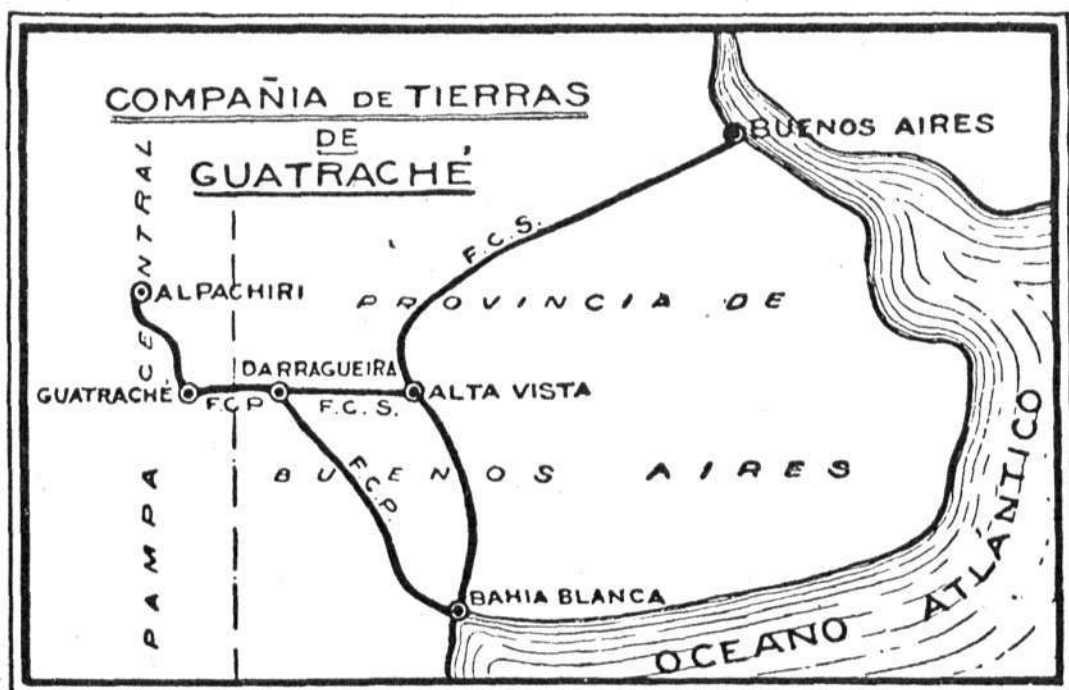 COMPAÑIA DE TIERRAS
DE
GUATRACHÉ
BUENOS AIRES
F.C.S.
ALPACHIRI
PROVINCIA DE
DARRAGUEIRA
GUATRACHÉ
F.C.P
F.C.S.
ALTA VISTA
BUENOS AIRES
F.C.P.
BAHIA BLANCA
OCEANO ATLÁNTICO
PAMPA CENTRAL